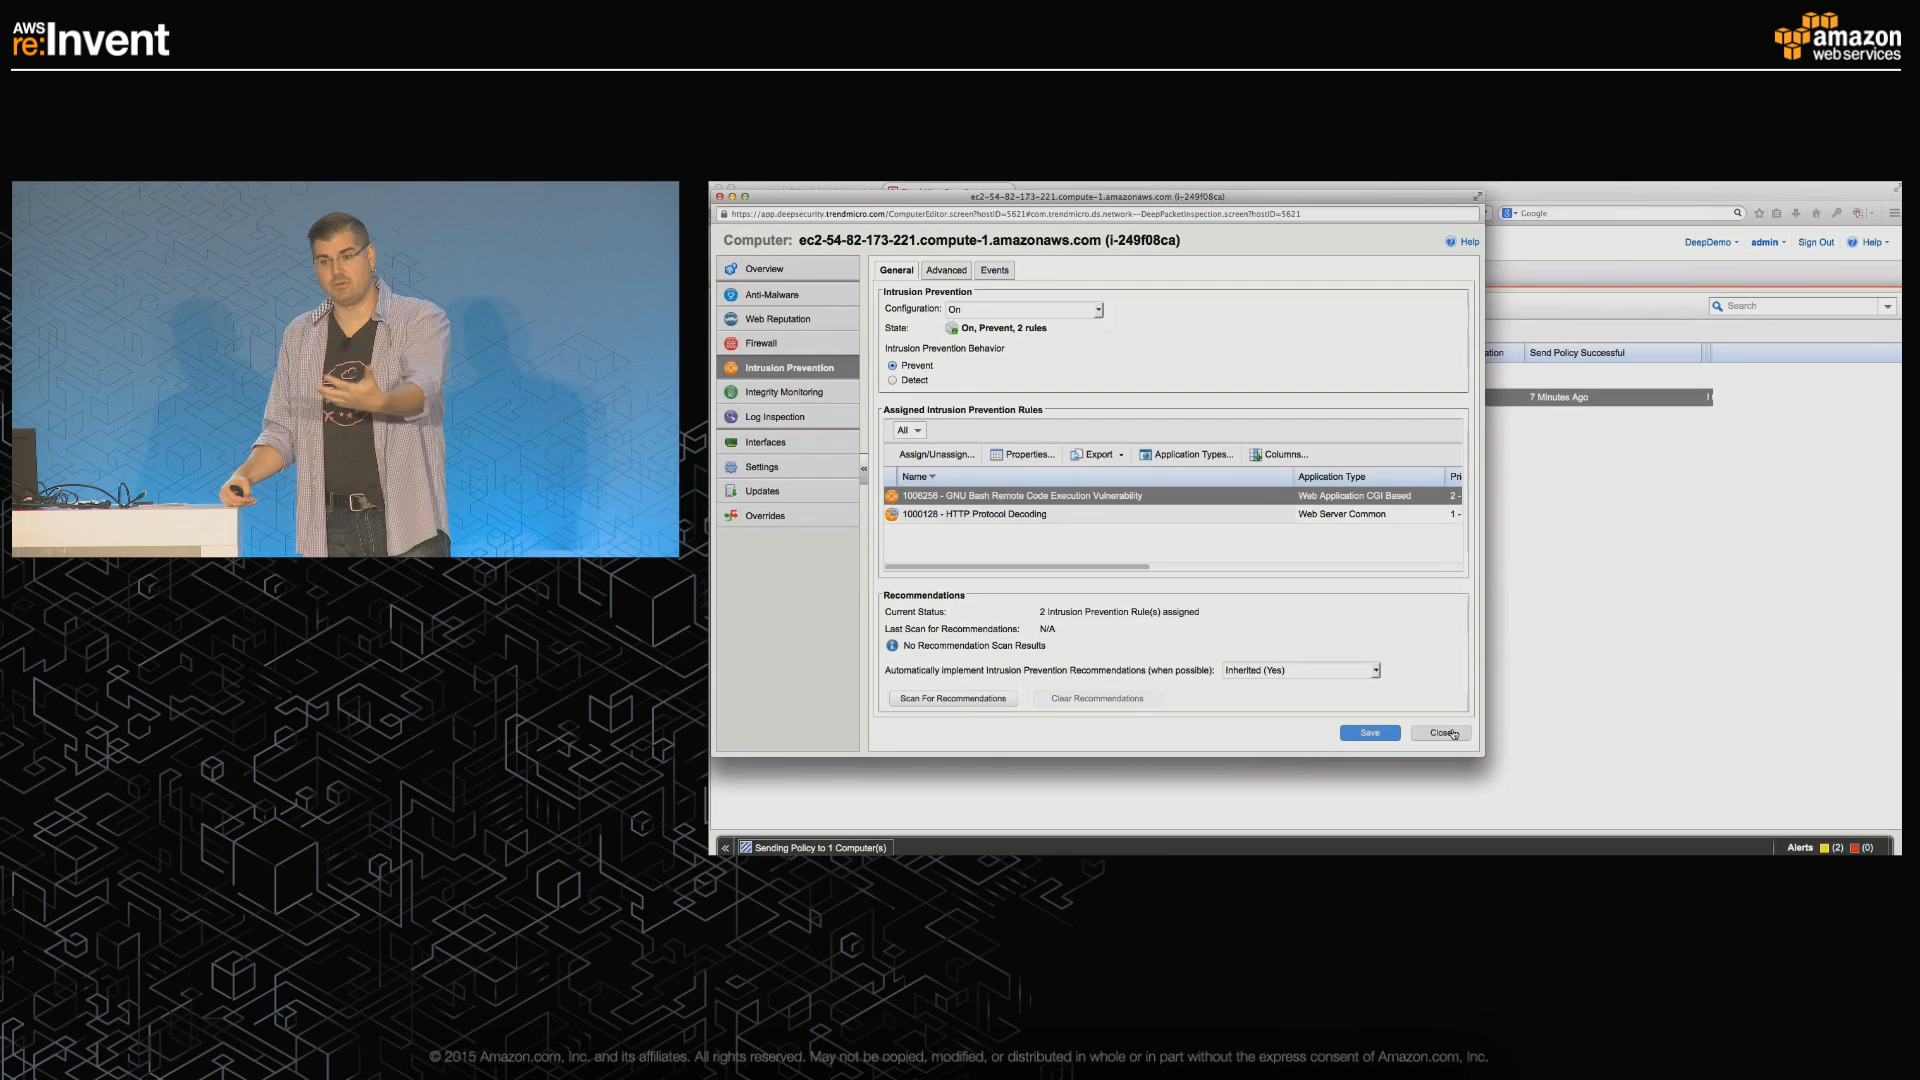 AWS
re:Invent
amazon
web services
ec2-54-82-173-221.compute-1.amazonaws.com (i-249f08ca)
https://app.deepsecurity.trendmicro.com/ComputerEditor.screen?hostID=5621#com.trendmicro.ds.network--DeepPacketInspection.screen?hostID=5621
Google
Computer: ec2-54-82-173-221.compute-1.amazonaws.com (i-249f08ca)
Help
DeepDemo
admin
Sign Out
Help
Overview
Anti-Malware
Web Reputation
Firewall
Intrusion Prevention
Integrity Monitoring
Log Inspection
Interfaces
Settings
Updates
Overrides
General
Advanced
Events
Intrusion Prevention
Configuration: On
State: On, Prevent, 2 rules
Intrusion Prevention Behavior
Prevent
Detect
Search
ation
Send Policy Successful
7 Minutes Ago
Assigned Intrusion Prevention Rules
All
Assign/Unassign...
Properties...
Export
Application Types...
Columns...
Name
Application Type
Pri
1006256 - GNU Bash Remote Code Execution Vulnerability
Web Application CGI Based
2 -
1000128 - HTTP Protocol Decoding
Web Server Common
1 -
Recommendations
Current Status: 2 Intrusion Prevention Rule(s) assigned
Last Scan for Recommendations: N/A
No Recommendation Scan Results
Automatically Implement Intrusion Prevention Recommendations (when possible): Inherited (Yes)
Scan For Recommendations
Clear Recommendations
Save
Close
« Sending Policy to 1 Computer(s)
Alerts (2) (0)
© 2015 Amazon.com, Inc. and its affiliates. All rights reserved. May not be copied, modified, or distributed in whole or in part without the express consent of Amazon.com, Inc.